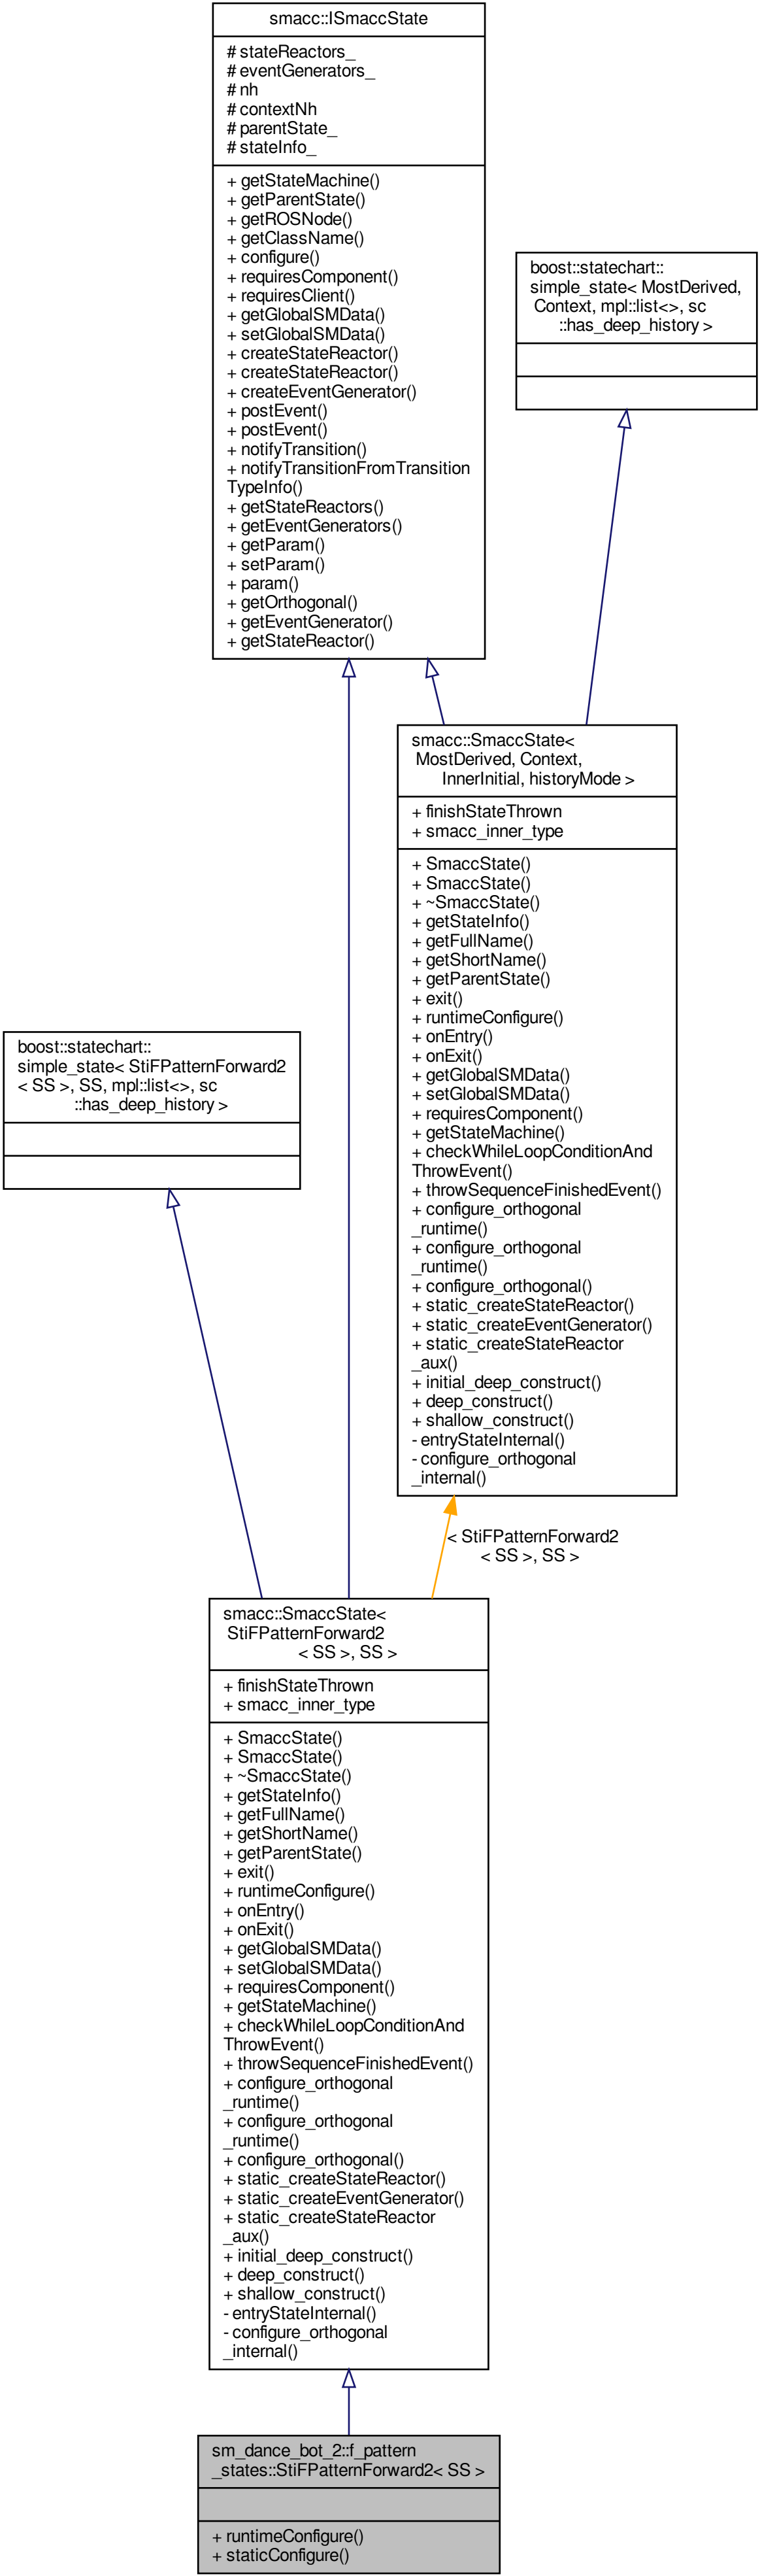 smacc::ISmaccState
# stateReactors_
# eventGenerators_
# nh
# contextNh
# parentState_
# stateInfo_
+ getStateMachine()
+ getParentState()
+ getROSNode()
+ getClassName()
+ configure()
+ requiresComponent()
+ requiresClient()
+ getGlobalSMData()
+ setGlobalSMData()
+ createStateReactor()
+ createStateReactor()
+ createEventGenerator()
+ postEvent()
+ postEvent()
+ notifyTransition()
+ notifyTransitionFromTransition
TypeInfo()
+ getStateReactors()
+ getEventGenerators()
+ getParam()
+ setParam()
+ param()
+ getOrthogonal()
+ getEventGenerator()
+ getStateReactor()
boost::statechart::
simple_state< MostDerived,
Context, mpl::list<>, sc
::has_deep_history >
smacc::SmaccState<
MostDerived, Context,
InnerInitial, historyMode >
+ finishStateThrown
+ smacc_inner_type
+ SmaccState()
+ SmaccState()
+ ~SmaccState()
+ getStateInfo()
+ getFullName()
+ getShortName()
+ getParentState()
+ exit()
+ runtimeConfigure()
+ onEntry()
+ onExit()
+ getGlobalSMData()
+ setGlobalSMData()
+ requiresComponent()
+ getStateMachine()
+ checkWhileLoopConditionAnd
ThrowEvent()
+ throwSequenceFinishedEvent()
+ configure_orthogonal
_runtime()
+ configure_orthogonal
_runtime()
+ configure_orthogonal()
+ static_createStateReactor()
+ static_createEventGenerator()
+ static_createStateReactor
_aux()
+ initial_deep_construct()
+ deep_construct()
+ shallow_construct()
- entryStateInternal()
- configure_orthogonal
_internal()
boost::statechart::
simple_state< StiFPatternForward2
< SS >, SS, mpl::list<>, sc
::has_deep_history >
< StiFPatternForward2
< SS >, SS >
smacc::SmaccState<
StiFPatternForward2
< SS >, SS >
+ finishStateThrown
+ smacc_inner_type
+ SmaccState()
+ SmaccState()
+ ~SmaccState()
+ getStateInfo()
+ getFullName()
+ getShortName()
+ getParentState()
+ exit()
+ runtimeConfigure()
+ onEntry()
+ onExit()
+ getGlobalSMData()
+ setGlobalSMData()
+ requiresComponent()
+ getStateMachine()
+ checkWhileLoopConditionAnd
ThrowEvent()
+ throwSequenceFinishedEvent()
+ configure_orthogonal
_runtime()
+ configure_orthogonal
_runtime()
+ configure_orthogonal()
+ static_createStateReactor()
+ static_createEventGenerator()
+ static_createStateReactor
_aux()
+ initial_deep_construct()
+ deep_construct()
+ shallow_construct()
- entryStateInternal()
- configure_orthogonal
_internal()
sm_dance_bot_2::f_pattern
_states::StiFPatternForward2< SS >
+ runtimeConfigure()
+ staticConfigure()